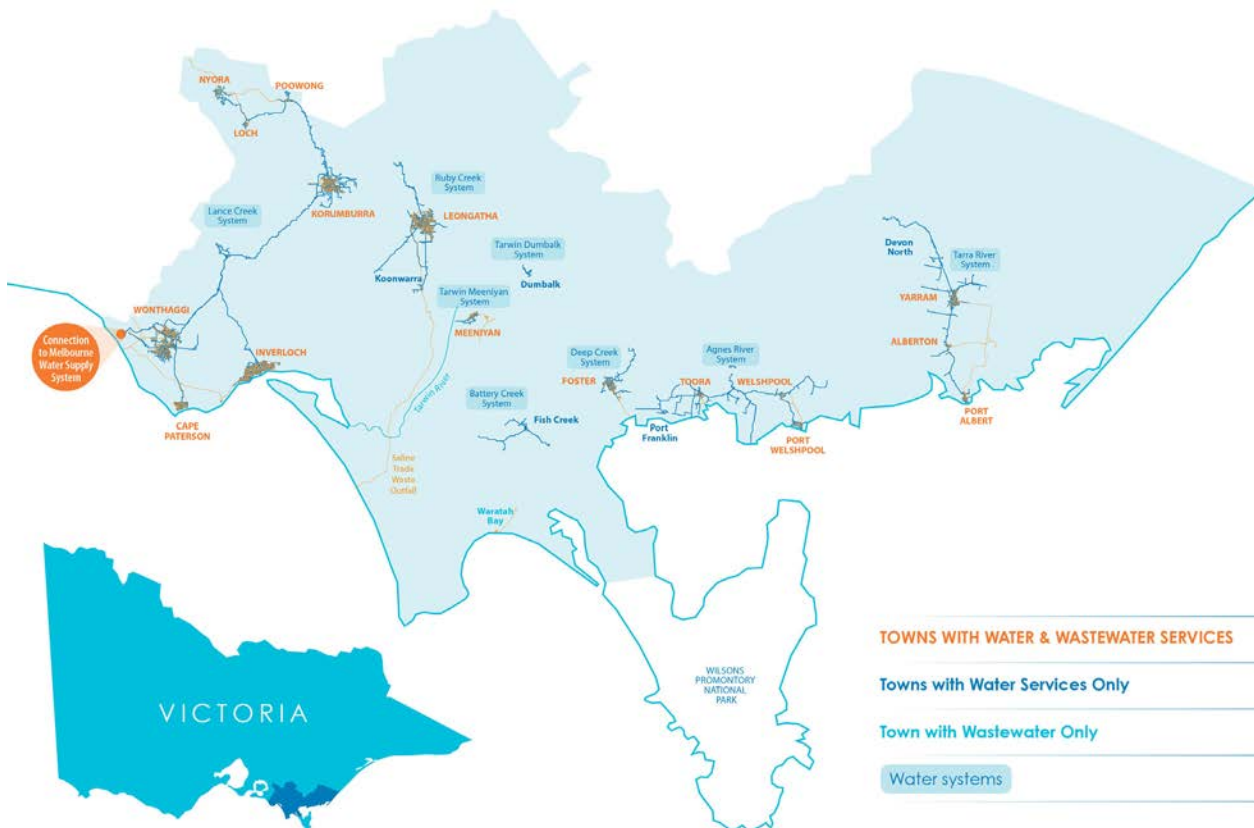 NYORA
POOWONG
LOCH
Ruby Creek
System
Lance Creek
System
KORUMBURRA
LEONGATHA
Tarwin Dumbalk
System
Koonwarra
Dumbalk
Tarwin Meeniyan
System
MEENIYAN
Devon
North
Tarra River
System
YARRAM
ALBERTON
PORT
ALBERT
WONTHAGGI
Connection
to Melbourne
Water Supply
System
INVERLOCH
CAPE
PATERSON
Tarwin River
Deep Creek
System
FOSTER
Agnes River
System
TOORA
WELSHPOOL
Battery Creek
System
Fish Creek
Port
Franklin
PORT
WELSHPOOL
Saline
Trade
Waste
Outfall
Waratah
Bay
WILSONS
PROMONTORY
NATIONAL
PARK
VICTORIA
TOWNS WITH WATER & WASTEWATER SERVICES
Towns with Water Services Only
Town with Wastewater Only
Water systems